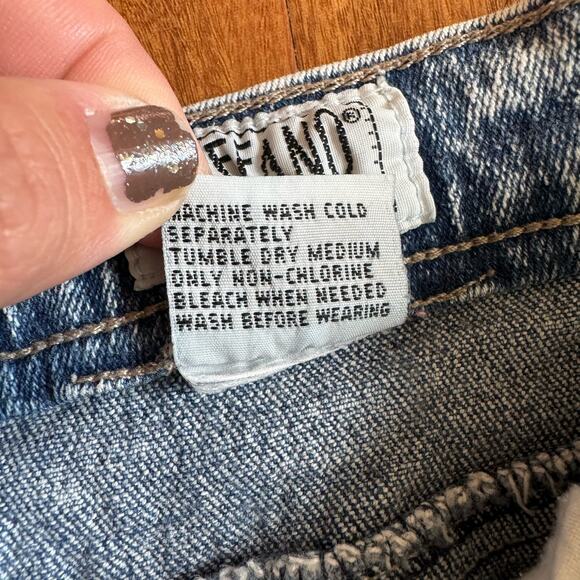 ®
MACHINE WASH COLD
SEPARATELY
TUMBLE DRY MEDIUM
ONLY NON-CHLORINE
BLEACH WHEN NEEDED
WASH BEFORE WEARING